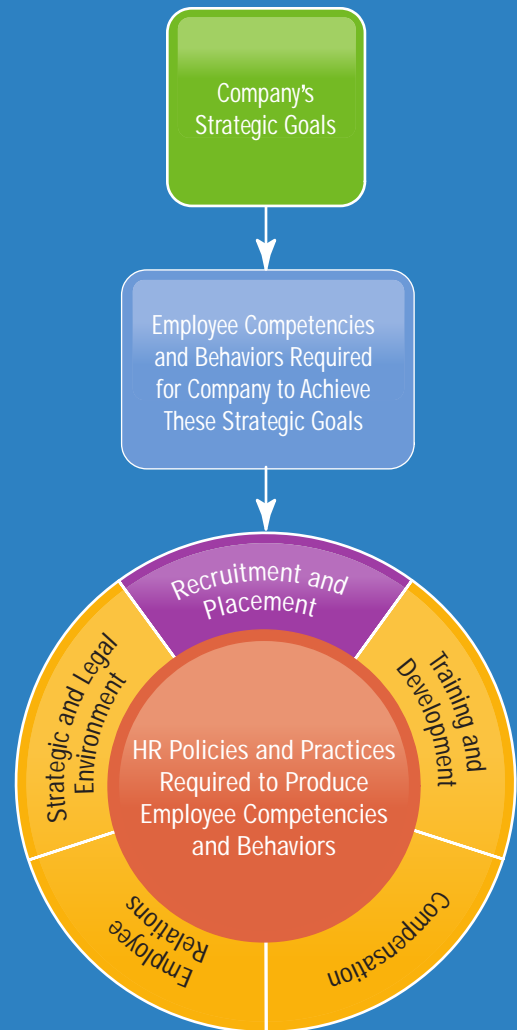 Company's
Strategic Goals
Employee Competencies
and Behaviors Required
for Company to Achieve
These Strategic Goals
Recruitment and
Placement
Training and
Development
Compensation
Employee
Relations
Strategic and Legal
Environment
HR Policies and Practices
Required to Produce
Employee Competencies
and Behaviors